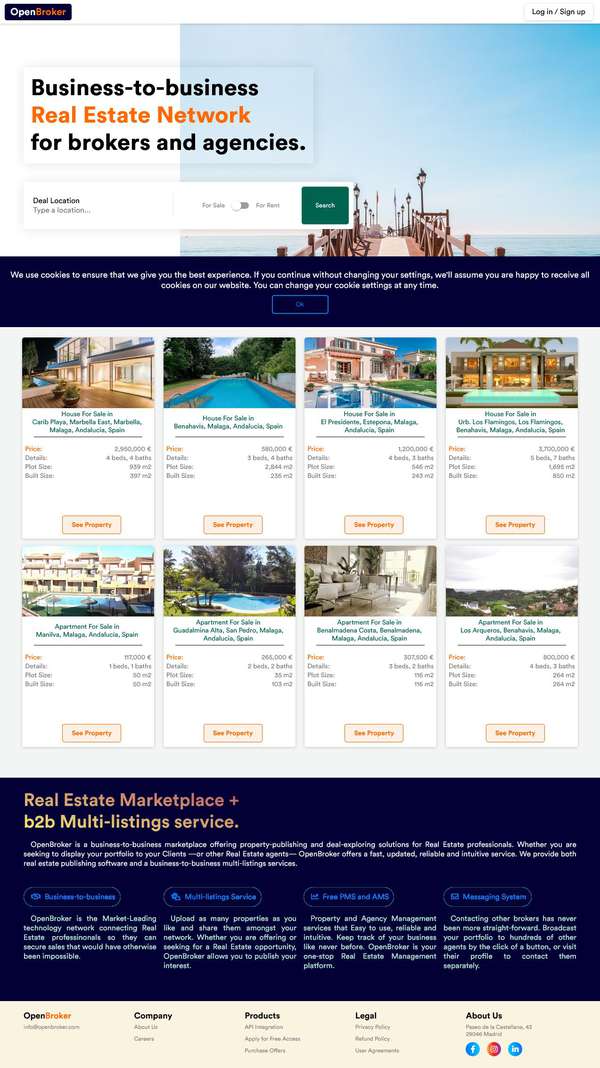 OpenBroker
Log in / Sign up
Business-to-business
Real Estate Network
for brokers and agencies.
Deal Location
Type a location...
For Sale
For Rent
Search
We use cookies to ensure that we give you the best experience. If you continue without changing your settings, we'll assume you are happy to receive all
cookies on our website. You can change your cookie settings at any time.
Ok
House For Sale in
Carib Playa, Marbella East, Marbella,
Malaga, Andalucia, Spain
Price: 2,950,000 €
Details: 4 beds, 4 baths
Plot Size: 939 m2
Built Size: 397 m2
See Property
House For Sale in
Benahavis, Malaga, Andalucia, Spain
Price: 580,000 €
Details: 3 beds, 4 baths
Plot Size: 2,844 m2
Built Size: 236 m2
See Property
House For Sale in
El Presidente, Estepona, Malaga,
Andalucia, Spain
Price: 1,200,000 €
Details: 4 beds, 3 baths
Plot Size: 546 m2
Built Size: 243 m2
See Property
House For Sale in
Urb. Los Flamingos, Los Flamingos,
Benahavis, Malaga, Andalucia, Spain
Price: 3,700,000 €
Details: 5 beds, 7 baths
Plot Size: 1,695 m2
Built Size: 850 m2
See Property
Apartment For Sale in
Manilva, Malaga, Andalucia, Spain
Price: 117,000 €
Details: 1 beds, 1 baths
Plot Size: 50 m2
Built Size: 50 m2
See Property
Apartment For Sale in
Guadalmina Alta, San Pedro, Malaga,
Andalucia, Spain
Price: 265,000 €
Details: 2 beds, 2 baths
Plot Size: 35 m2
Built Size: 103 m2
See Property
Apartment For Sale in
Benalmadena Costa, Benalmadena,
Malaga, Andalucia, Spain
Price: 307,500 €
Details: 3 beds, 2 baths
Plot Size: 116 m2
Built Size: 116 m2
See Property
Apartment For Sale in
Los Arqueros, Benahavis, Malaga,
Andalucia, Spain
Price: 800,000 €
Details: 4 beds, 3 baths
Plot Size: 264 m2
Built Size: 264 m2
See Property
Real Estate Marketplace +
b2b Multi-listings service.
OpenBroker is a business-to-business marketplace offering property-publishing and deal-exploring solutions for Real Estate professionals. Whether you are
seeking to display your portfolio to your Clients —or other Real Estate agents— OpenBroker offers a fast, updated, reliable and intuitive service. We provide both
real estate publishing software and a business-to-business multi-listings services.
Business-to-business
OpenBroker is the Market-Leading
technology network connecting Real
Estate professinonals so they can
secure sales that would have otherwise
been impossible.
Multi-listings Service
Upload as many properties as you
like and share them amongst your
network. Whether you are offering or
seeking for a Real Estate opportunity,
OpenBroker allows you to publish your
interest.
Free PMS and AMS
Property and Agency Management
services that Easy to use, reliable and
intuitive. Keep track of your business
like never before. OpenBroker is your
one-stop Real Estate Management
platform.
Messaging System
Contacting other brokers has never
been more straight-forward. Broadcast
your portfolio to hundreds of other
agents by the click of a button, or visit
their profile to contact them
separately.
OpenBroker
info@openbroker.com
Company
About Us
Careers
Products
API Integration
Apply for Free Access
Purchase Offers
Legal
Privacy Policy
Refund Policy
User Agreements
About Us
Paseo de la Castellana, 43
28046 Madrid